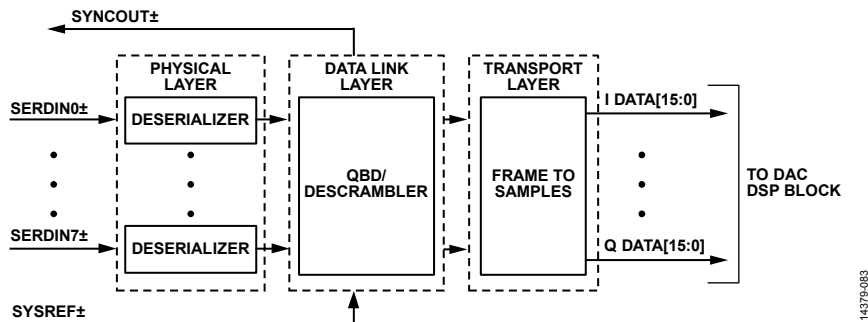 SYNCOUT±
PHYSICAL
LAYER
DATA LINK
LAYER
TRANSPORT
LAYER
SERDIN0±
DESERIALIZER
QBD/
DESCRAMBLER
FRAME TO
SAMPLES
I DATA[15:0]
TO DAC
DSP BLOCK
SERDIN7±
DESERIALIZER
Q DATA[15:0]
SYSREF±
14379-083